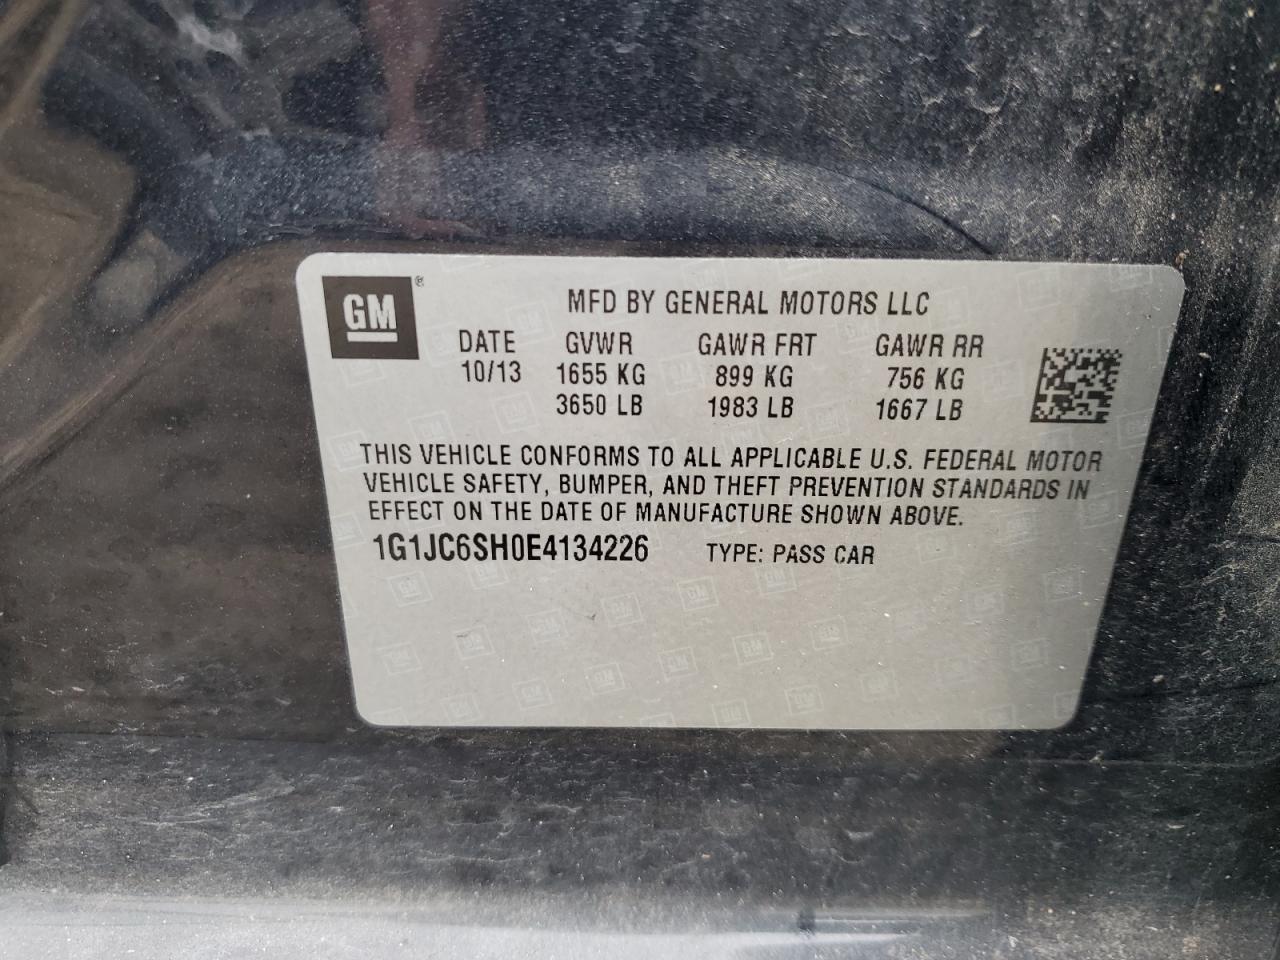 GM®
MFD BY GENERAL MOTORS LLC
DATE GVWR GAWR FRT GAWR RR
10/13 1655 KG 899 KG 756 KG
3650 LB 1983 LB 1667 LB
THIS VEHICLE CONFORMS TO ALL APPLICABLE U.S. FEDERAL MOTOR
VEHICLE SAFETY, BUMPER, AND THEFT PREVENTION STANDARDS IN
EFFECT ON THE DATE OF MANUFACTURE SHOWN ABOVE.
1G1JC6SH0E4134226 TYPE: PASS CAR